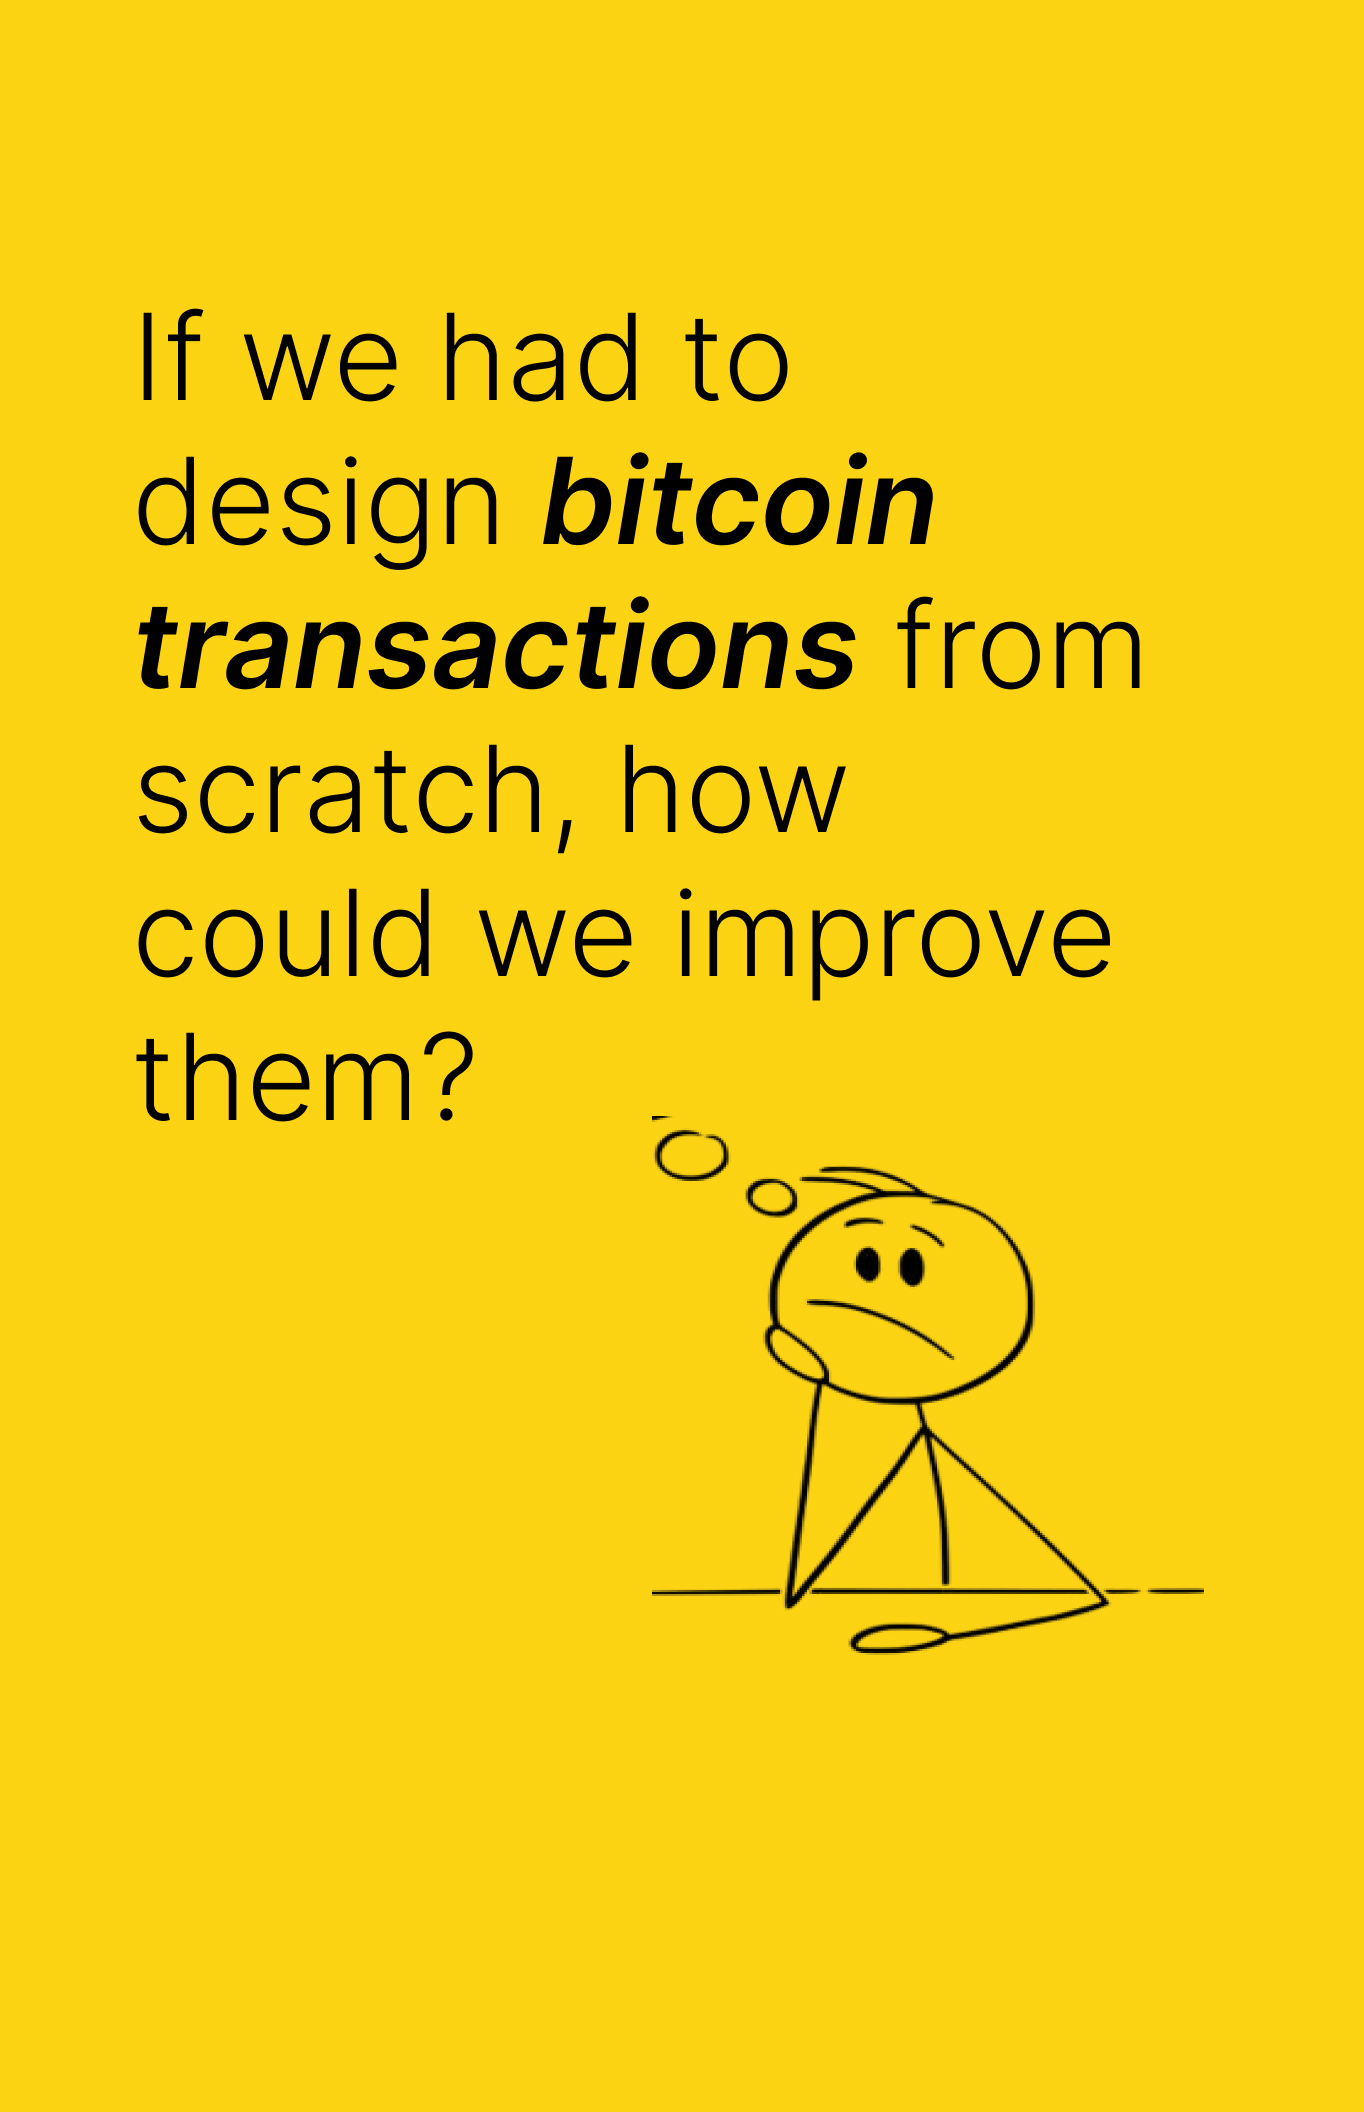 If we had to
design bitcoin
transactions from
scratch, how
could we improve
them?